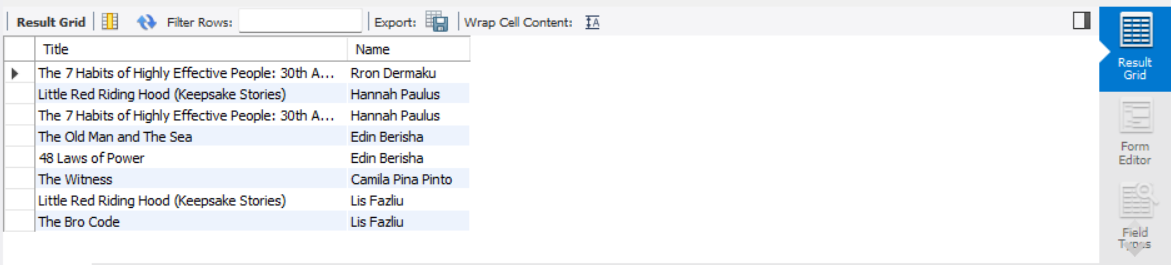 Result Grid Filter Rows: Export: Wrap Cell Content: IA
Title Name
The 7 Habits of Highly Effective People: 30th A... Rron Dermaku
Little Red Riding Hood (Keepsake Stories) Hannah Paulus
The 7 Habits of Highly Effective People: 30th A... Hannah Paulus
The Old Man and The Sea Edin Berisha
48 Laws of Power Edin Berisha
The Witness Camila Pina Pinto
Little Red Riding Hood (Keepsake Stories) Lis Fazliu
The Bro Code Lis Fazliu
Result
Grid
Form
Editor
Field
Types